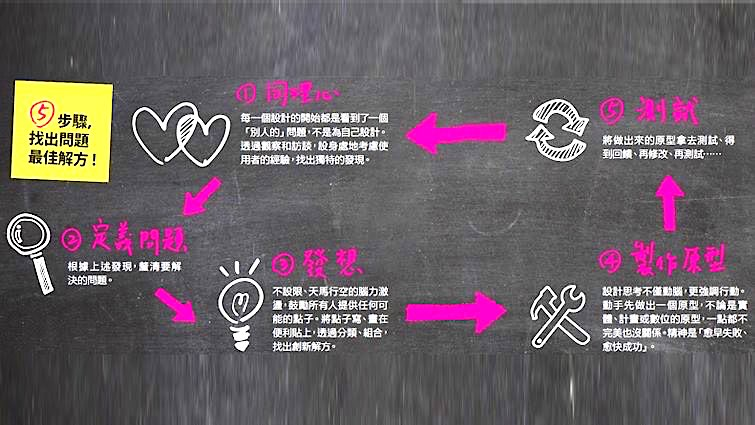 ⑤步驟,
找出問題
最佳解方!
① 同理心
每一個設計的開始都是看到了一個
「別人的」問題,不是為自己設計。
透過觀察和訪談,設身處地考慮使
用者的經驗,找出獨特的發現。
② 定義問題
根據上述發現,釐清要解
決的問題。
③ 發想
不設限、天馬行空的腦力激
盪,鼓勵所有人提供任何可
能的點子。將點子寫、畫在
便利貼上,透過分類、組合,
找出創新解方。
④ 製作原型
設計思考不僅動腦,更強調行動。
動手先做出一個原型,不論是實
體、計畫或數位的原型,一點都不
完美也沒關係。精神是「愈早失敗、
愈快成功」。
⑤ 測試
將做出來的原型拿去測試、得
到回饋、再修改、再測試……